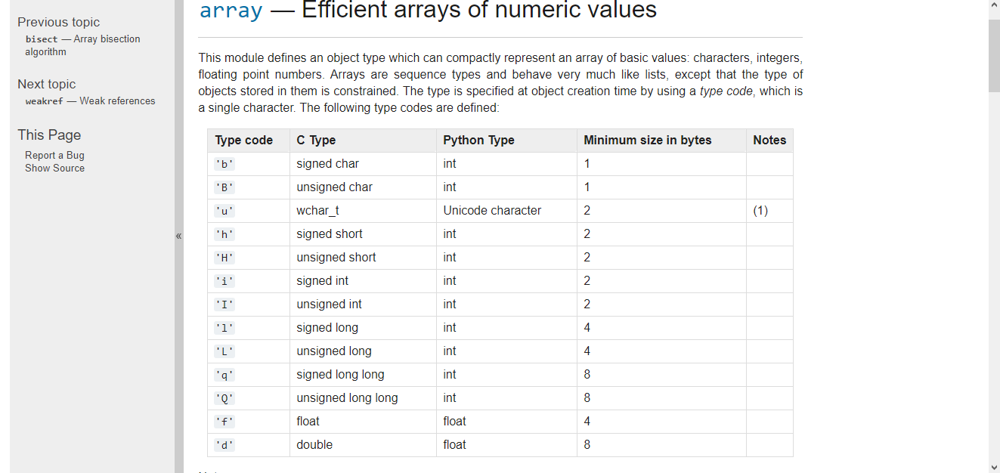 Previous topic
bisect — Array bisection
algorithm
Next topic
weakref — Weak references
This Page
Report a Bug
Show Source
«
array — Efficient arrays of numeric values
This module defines an object type which can compactly represent an array of basic values: characters, integers,
floating point numbers. Arrays are sequence types and behave very much like lists, except that the type of
objects stored in them is constrained. The type is specified at object creation time by using a type code, which is
a single character. The following type codes are defined:
Type code C Type Python Type Minimum size in bytes Notes
'b' signed char int 1
'B' unsigned char int 1
'u' wchar_t Unicode character 2 (1)
'h' signed short int 2
'H' unsigned short int 2
'i' signed int int 2
'I' unsigned int int 2
'l' signed long int 4
'L' unsigned long int 4
'q' signed long long int 8
'Q' unsigned long long int 8
'f' float float 4
'd' double float 8